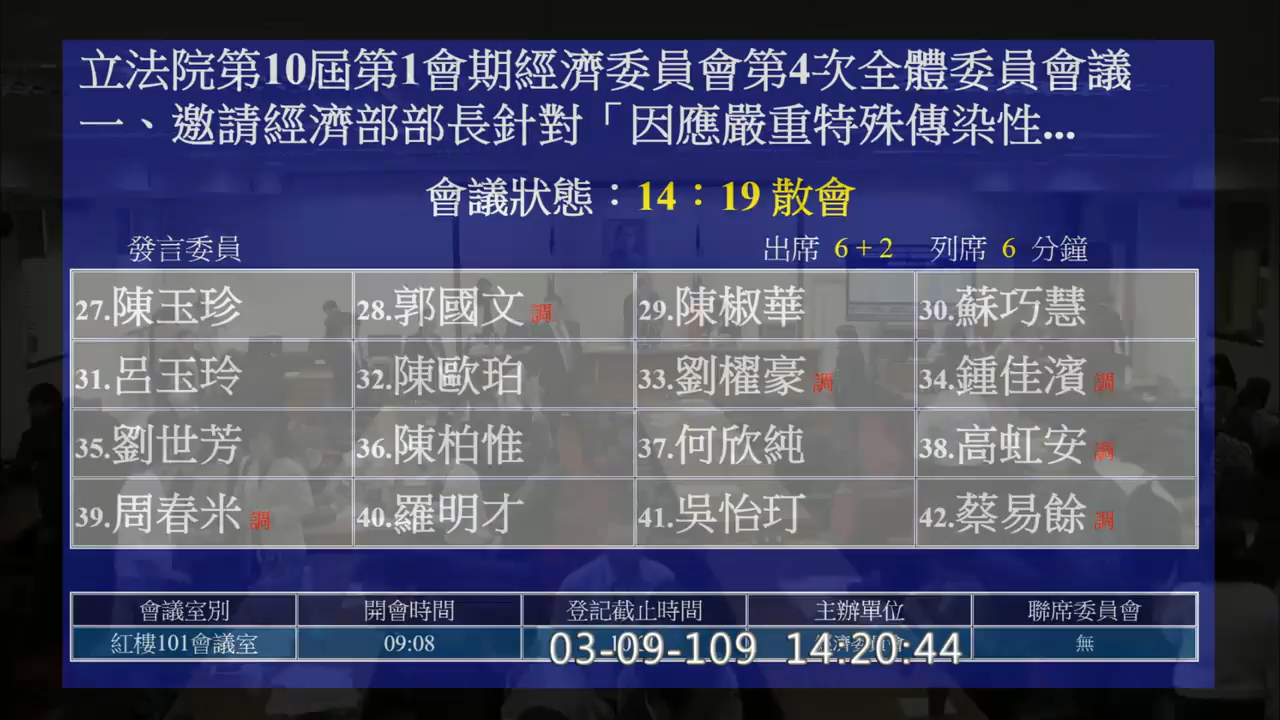 立法院第10屆第1會期經濟委員會第4次全體委員會議
一、邀請經濟部部長針對「因應嚴重特殊傳染性...
會議狀態：14：19 散會
發言委員 出席 6+2 列席 6 分鐘
27.陳玉珍 28.郭國文 調 29.陳椒華 30.蘇巧慧
31.呂玉玲 32.陳歐珀 33.劉櫂豪 調 34.鍾佳濱 調
35.劉世芳 36.陳柏惟 37.何欣純 38.高虹安 調
39.周春米 調 40.羅明才 41.吳怡玎 42.蔡易餘 調
會議室別 開會時間 登記截止時間 主辦單位 聯席委員會
紅樓101會議室 09:08 經濟委員會 無
03-09-109 14:20:44